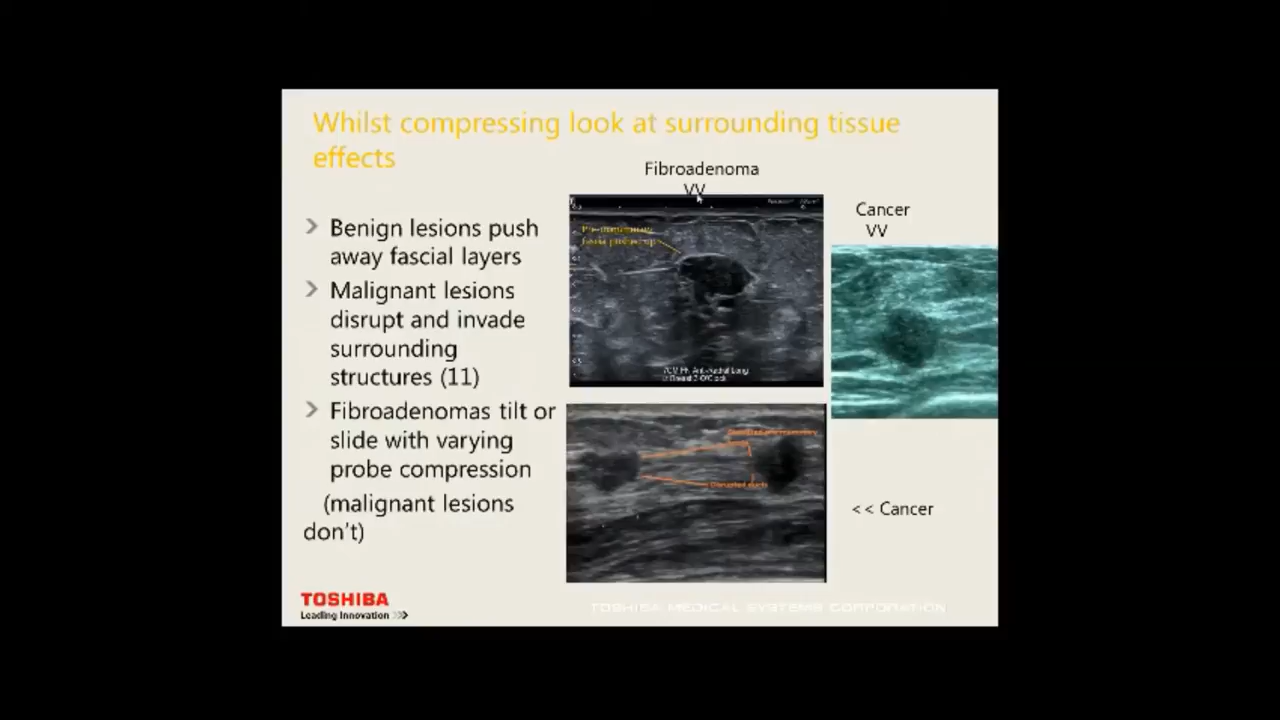 Whilst compressing look at surrounding tissue
effects
Fibroadenoma
VV
Cancer
VV
Benign lesions push
away fascial layers
Malignant lesions
disrupt and invade
surrounding
structures (11)
Fibroadenomas tilt or
slide with varying
probe compression
(malignant lesions
don't)
Disrupted ducts
<< Cancer
TOSHIBA
Leading Innovation >>>
TOSHIBA MEDICAL SYSTEMS CORPORATION